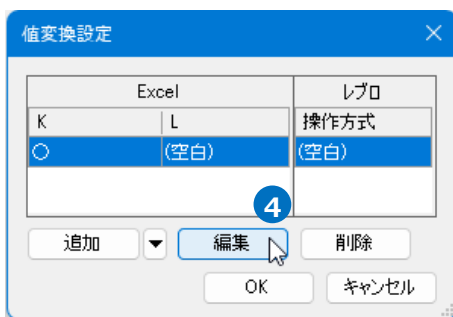 値変換設定
Excel レブロ
K L 操作方式
○ (空白) (空白)
4
追加 編集 削除
OK キャンセル